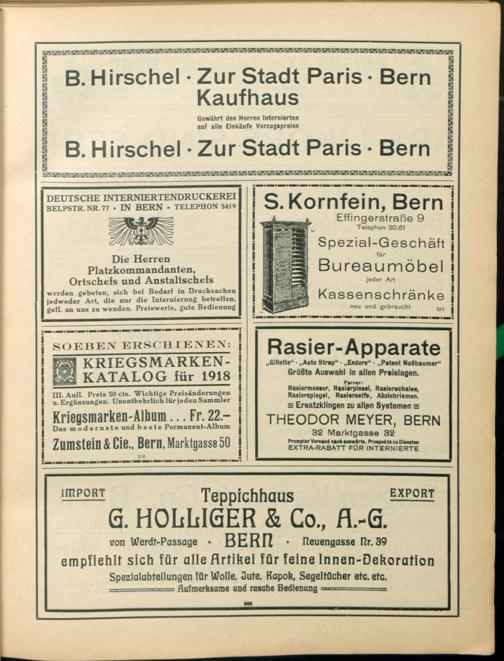 B. Hirschel · Zur Stadt Paris · Bern
Kaufhaus
Gewährt den Herren Internierten
auf alle Einkäufe Vorzugspreise
B. Hirschel · Zur Stadt Paris · Bern
DEUTSCHE INTERNIERTENDRUCKEREI
BELPSTR. NR. 77 · IN BERN · TELEPHON 5419
Die Herren
Platzkommandanten,
Ortschefs und Anstaltschefs
werden gebeten, sich bei Bedarf in Drucksachen
jedweder Art, die nur die Internierung betreffen,
gefl. an uns zu wenden. Preiswerte, gute Bedienung
S. Kornfein, Bern
Effingerstraße 9
Telephon 30.61
Spezial-Geschäft
für
Bureaumöbel
jeder Art
Kassenschränke
neu und gebraucht
SOEBEN ERSCHIENEN:
KRIEGSMARKEN-
KATALOG für 1918
III. Aufl. Preis 50 cts. Wichtige Preisänderungen
u. Ergänzungen. Unentbehrlich für jeden Sammler
Kriegsmarken-Album ... Fr. 22.—
Das modernste und beste Permanent-Album
Zumstein & Cie., Bern, Marktgasse 50
Rasier-Apparate
„Gillette" · „Auto Strop" · „Enders" · „Patent Nußbaumer"
Größte Auswahl in allen Preislagen.
Ferner:
Rasiermesser, Rasierpinsel, Rasierschalen,
Rasierspiegel, Rasierseife, Abziehriemen.
Ersatzklingen zu allen Systemen
THEODOR MEYER, BERN
32 Marktgasse 32
Prompter Versand nach auswärts. Prospekte zu Diensten
EXTRA-RABATT FÜR INTERNIERTE
IMPORT Teppichhaus EXPORT
G. HOLLIGER & Co., A.-G.
von Werdt-Passage · BERN · Neuengasse Nr. 39
empfiehlt sich für alle Artikel für feine Innen-Dekoration
Spezialabteilungen für Wolle, Jute, Kapok, Segeltücher etc. etc.
Aufmerksame und rasche Bedienung